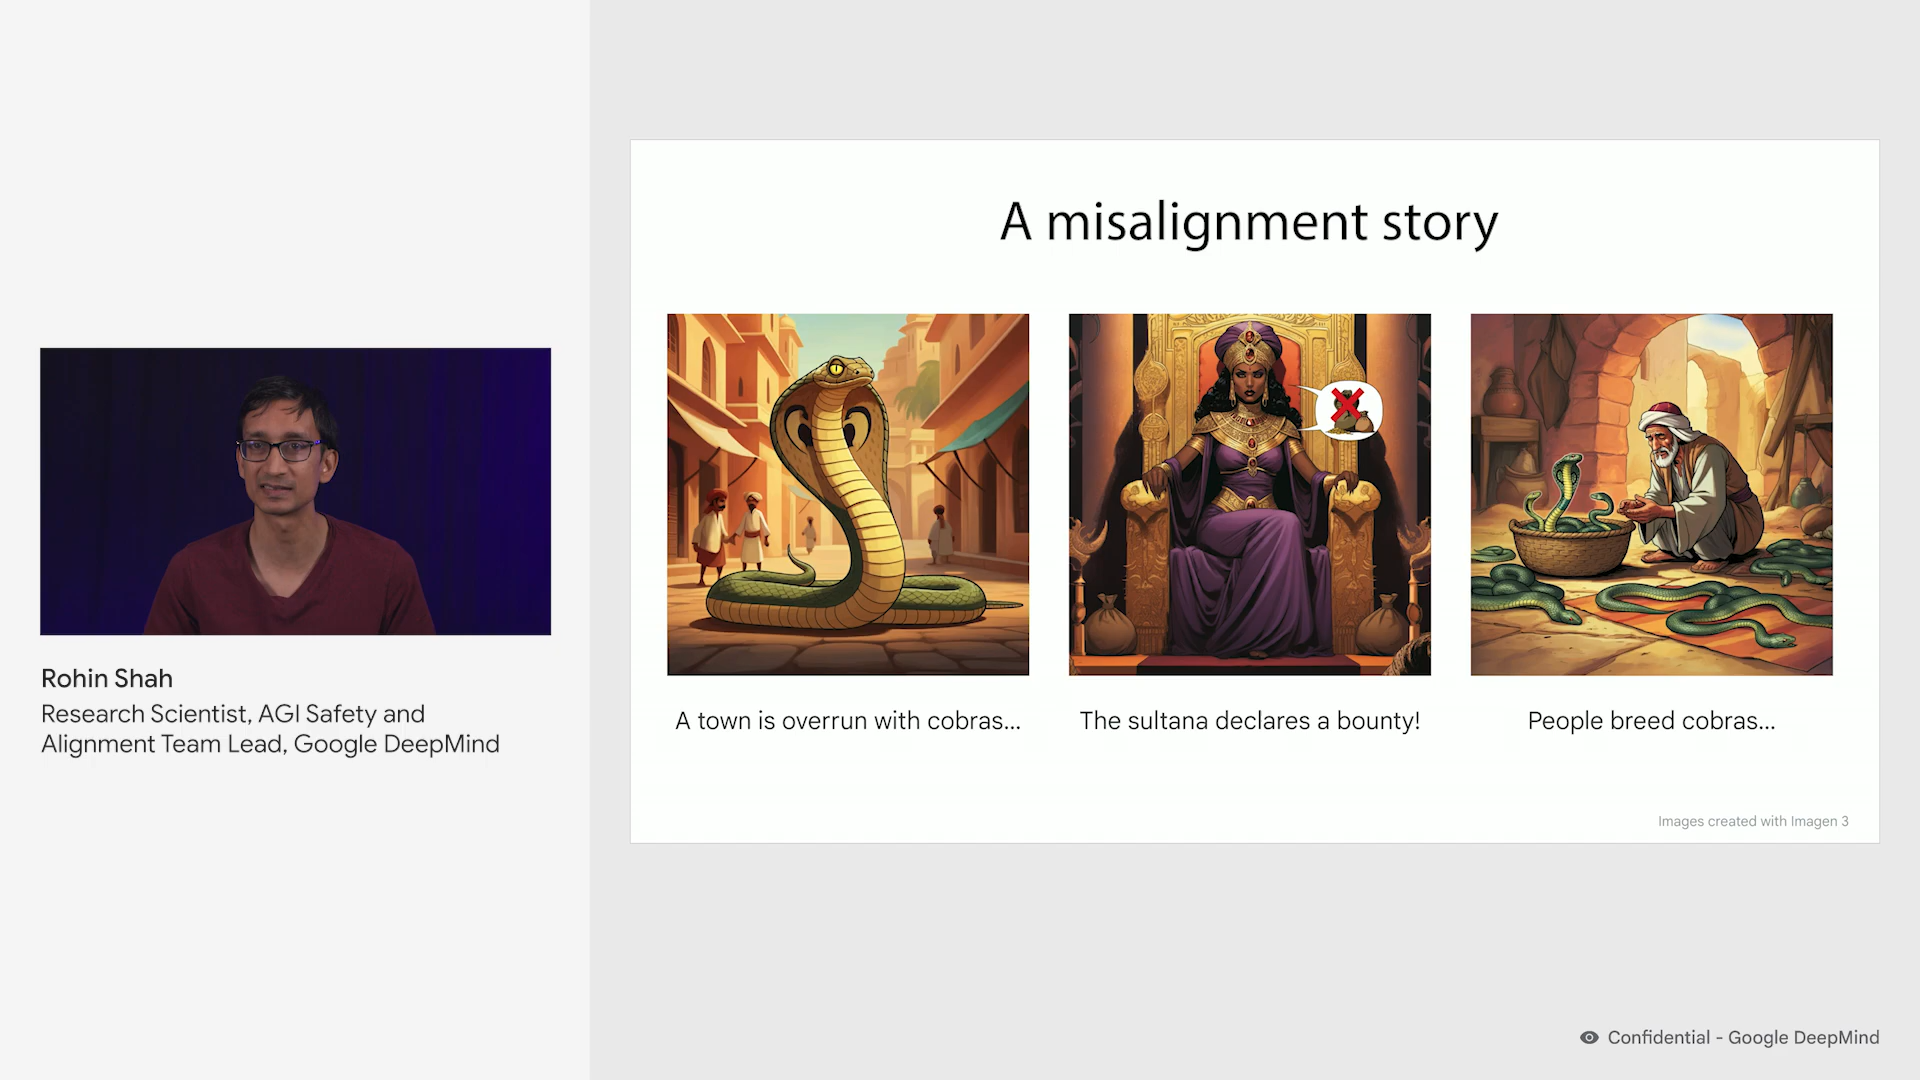 A misalignment story
A town is overrun with cobras...
The sultana declares a bounty!
People breed cobras...
Images created with Imagen 3
Rohin Shah
Research Scientist, AGI Safety and
Alignment Team Lead, Google DeepMind
Confidential - Google DeepMind